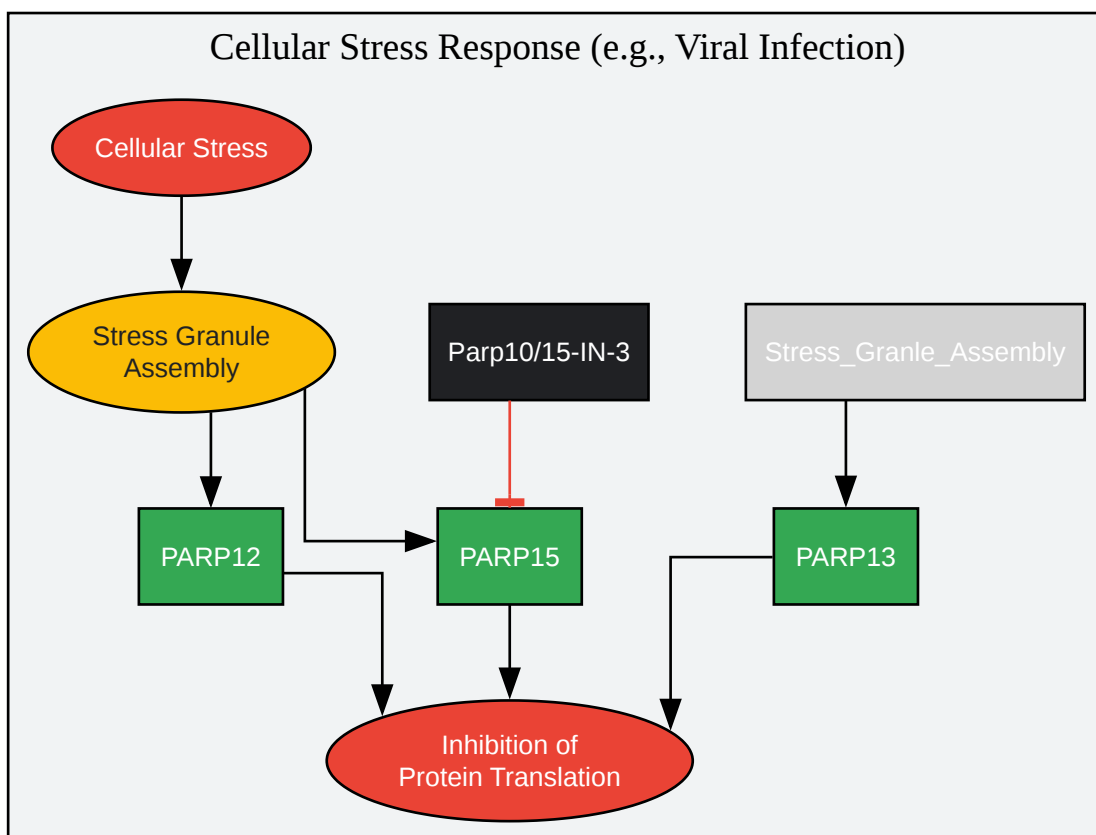 Cellular Stress Response (e.g., Viral Infection)
Cellular Stress
Stress Granule
Assembly
Parp10/15-IN-3
Stress_Granle_Assembly
PARP12
PARP15
PARP13
Inhibition of
Protein Translation